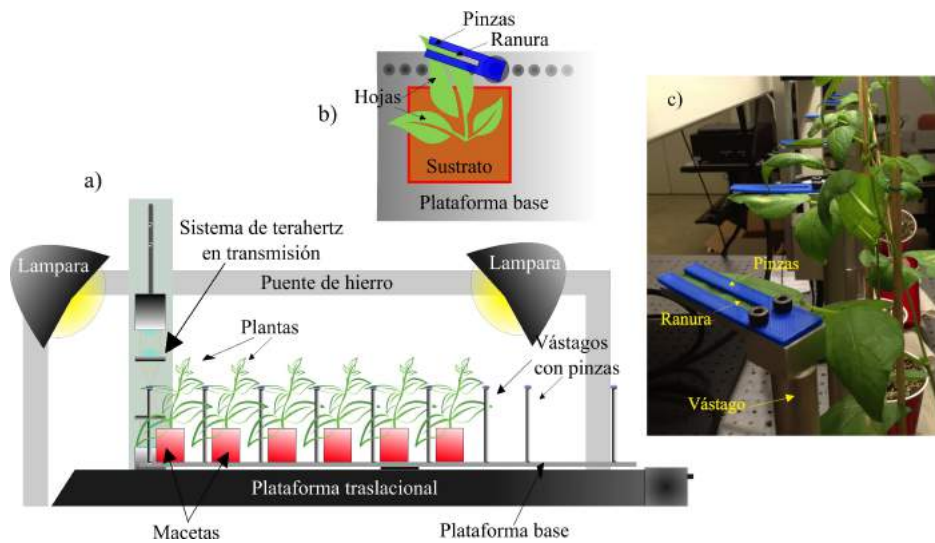 Pinzas
Ranura
b)
Hojas
Sustrato
Plataforma base
c)
Pinzas
Ranura
Vástago
a)
Sistema de terahertz
en transmisión
Lampara
Lampara
Puente de hierro
Plantas
Vástagos
con pinzas
Plataforma traslacional
Macetas
Plataforma base